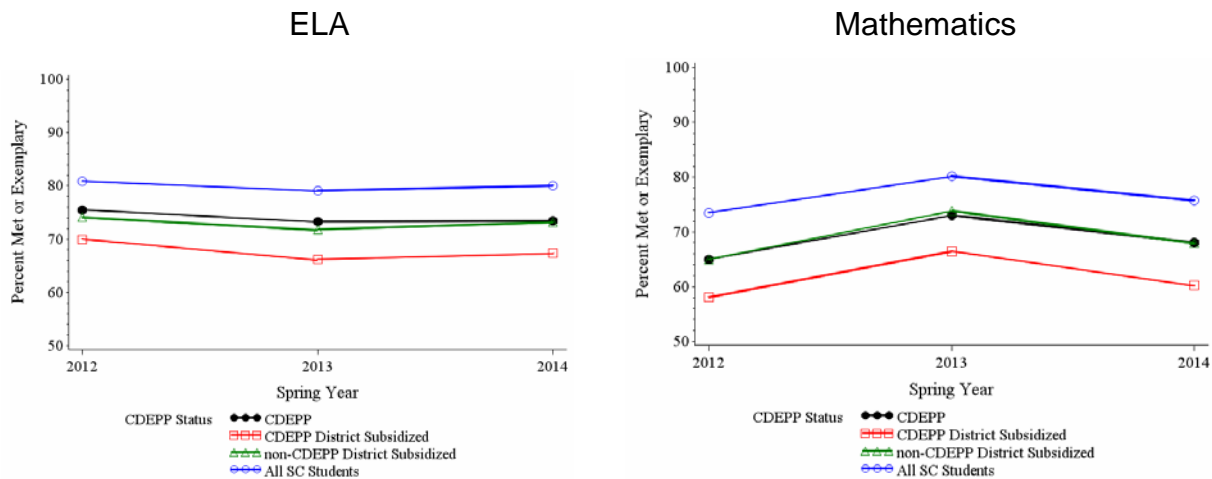 ELA
Percent Met or Exemplary
100
90
80
70
60
50
2012 2013 2014
Spring Year
CDEPP Status CDEPP
CDEPP District Subsidized
non-CDEPP District Subsidized
All SC Students
Mathematics
Percent Met or Exemplary
100
90
80
70
60
50
2012 2013 2014
Spring Year
CDEPP Status CDEPP
CDEPP District Subsidized
non-CDEPP District Subsidized
All SC Students